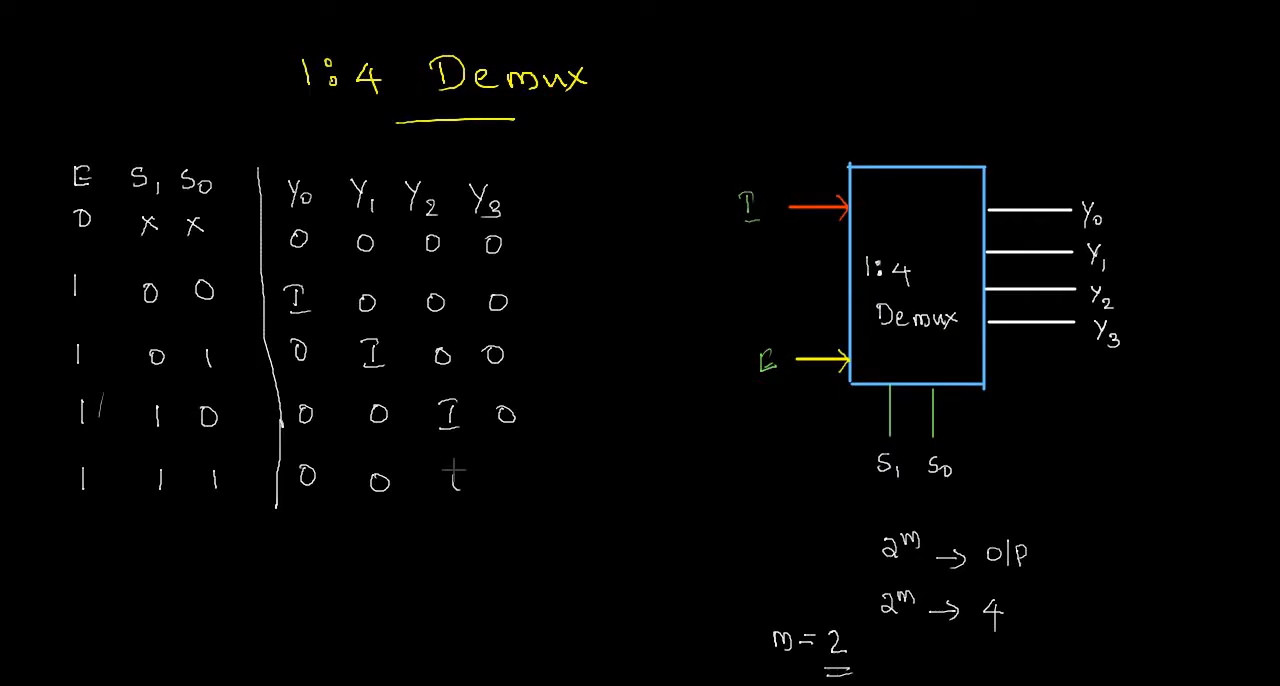 1:4 Demux
E S1 S0 Y0 Y1 Y2 Y3
0 x x 0 0 0 0
1 0 0 I 0 0 0
1 0 1 0 I 0 0
1 1 0 0 0 I 0
1 1 1 0 0
I
E
1:4
Demux
Y0
Y1
Y2
Y3
S1 S0
2^m → O/P
2^m → 4
m = 2